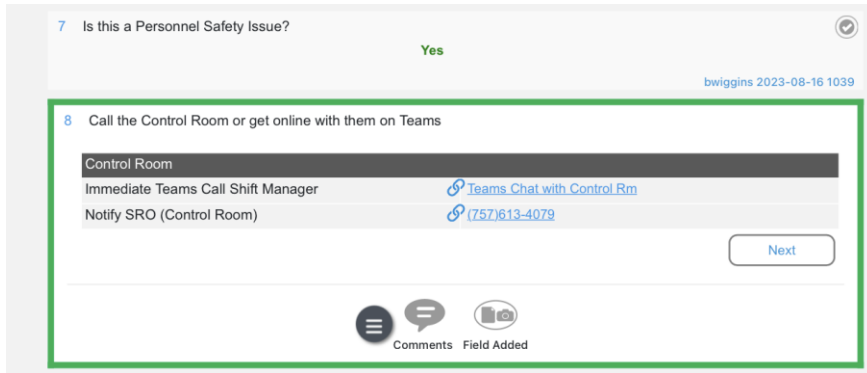 7 Is this a Personnel Safety Issue?
Yes
bwiggins 2023-08-16 1039
8 Call the Control Room or get online with them on Teams
Control Room
Immediate Teams Call Shift Manager Teams Chat with Control Rm
Notify SRO (Control Room) (757)613-4079
Next
Comments Field Added